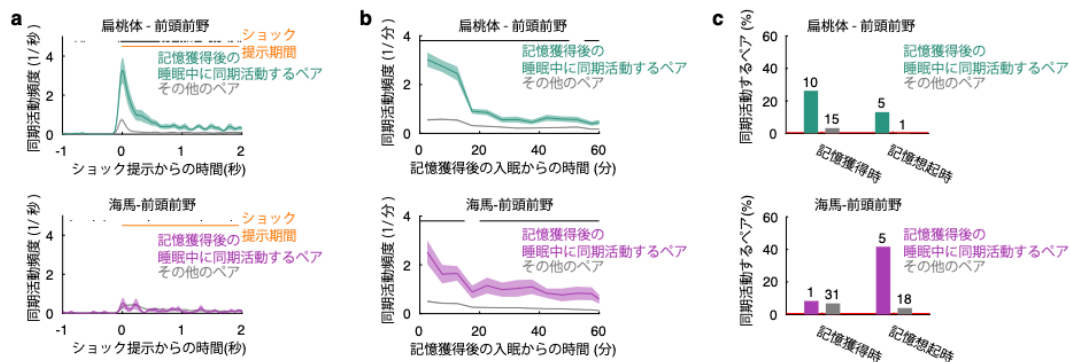 a
扁桃体 - 前頭前野
ショック
提示期間
記憶獲得後の
睡眠中に同期活動するペア
その他のペア
同期活動頻度 (1/ 秒)
4
2
0
-1 0 1 2
ショック提示からの時間(秒)
海馬-前頭前野
ショック
提示期間
記憶獲得後の
睡眠中に同期活動するペア
その他のペア
同期活動頻度 (1/ 秒)
4
2
0
-1 0 1 2
ショック提示からの時間(秒)
b
扁桃体 - 前頭前野
記憶獲得後の
睡眠中に同期活動するペア
その他のペア
同期活動頻度 (1/ 分)
4
2
0
0 20 40 60
記憶獲得後の入眠からの時間 (分)
海馬-前頭前野
記憶獲得後の
睡眠中に同期活動するペア
その他のペア
同期活動頻度 (1/ 分)
4
2
0
0 20 40 60
記憶獲得後の入眠からの時間 (分)
c
扁桃体 - 前頭前野
記憶獲得後の
睡眠中に同期活動するペア
その他のペア
同期活動するペア (%)
60
40
20
0
10 15 5 1
記憶獲得時 記憶想起時
海馬-前頭前野
記憶獲得後の
睡眠中に同期活動するペア
その他のペア
同期活動するペア(%)
60
40
20
0
1 31 5 18
記憶獲得時 記憶想起時